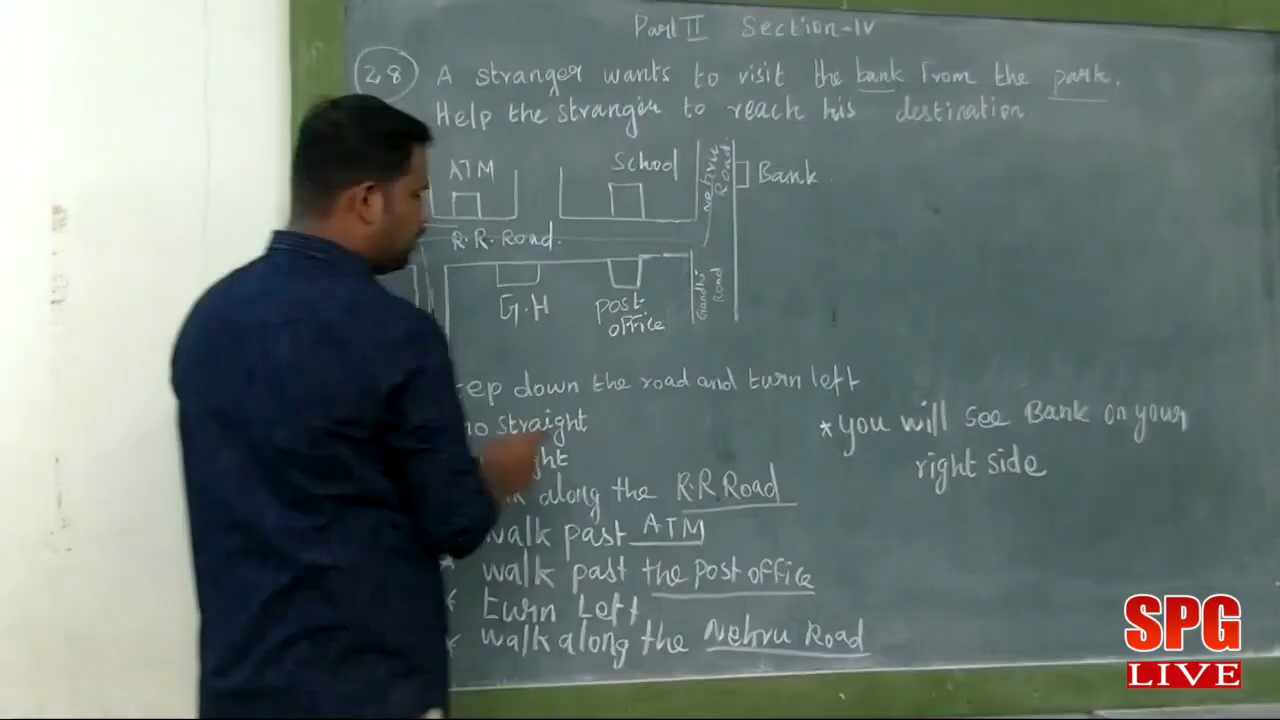 Part II Section-IV
28 A stranger wants to visit the bank from the park.
Help the stranger to reach his destination.
ATM
School
Nehru Road
Bank
R.R. Road.
G.H
Post office
Gandhi Road
down the road and turn left
straight
along the R.R Road
walk past ATM
* walk past the post office
* turn Left
* walk along the Nehru Road
* you will see Bank on your
right side
SPG
LIVE